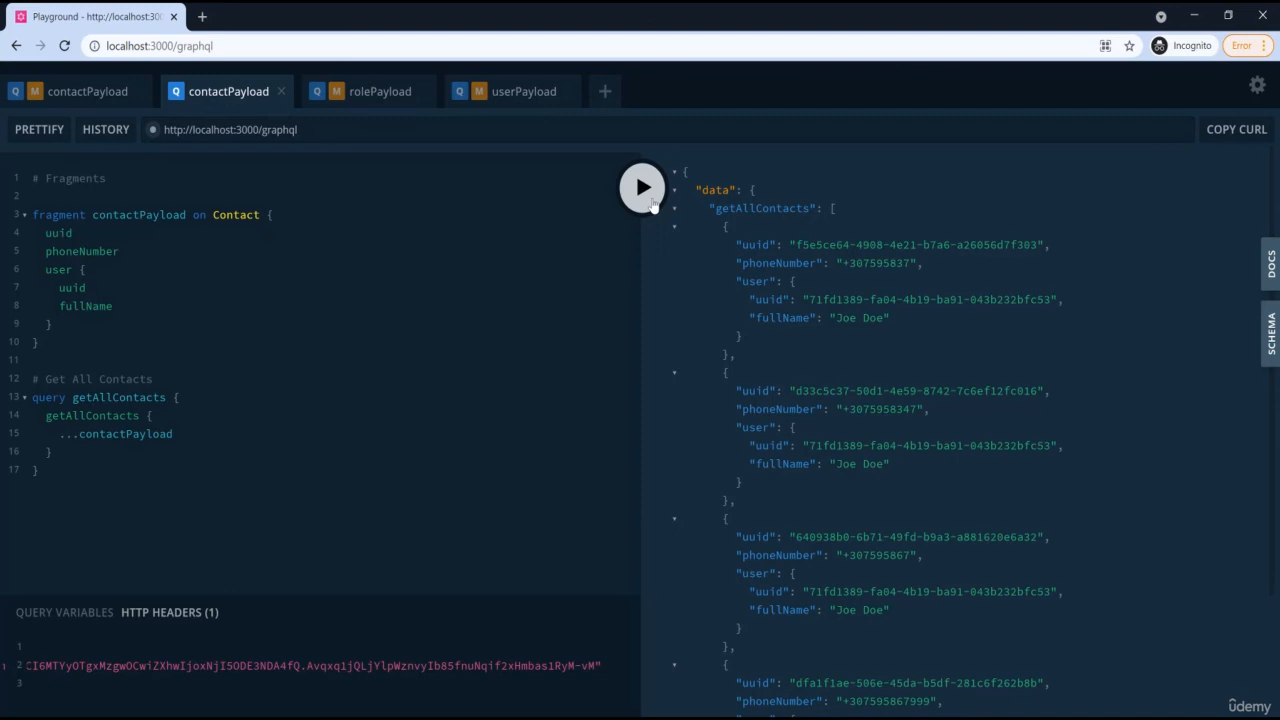 Playground - http://localhost:300
localhost:3000/graphql
Incognito
Error
Q M contactPayload
Q contactPayload
Q M rolePayload
Q M userPayload
PRETTIFY
HISTORY
http://localhost:3000/graphql
COPY CURL
1 # Fragments
2
3 fragment contactPayload on Contact {
4 uuid
5 phoneNumber
6 user {
7 uuid
8 fullName
9 }
10 }
11
12 # Get All Contacts
13 query getAllContacts {
14 getAllContacts {
15 ...contactPayload
16 }
17 }
QUERY VARIABLES HTTP HEADERS (1)
1
2 CI6MTYyOTgxMzgwOCwiZXhwIjoxNjI5ODE3NDA4fQ.Avqxq1jQLjYlpWznvyIb85fnuNqif2xHmbas1RyM-vM"
3
{
"data": {
"getAllContacts": [
{
"uuid": "f5e5ce64-4908-4e21-b7a6-a26056d7f303",
"phoneNumber": "+307595837",
"user": {
"uuid": "71fd1389-fa04-4b19-ba91-043b232bfc53",
"fullName": "Joe Doe"
}
},
{
"uuid": "d33c5c37-50d1-4e59-8742-7c6ef12fc016",
"phoneNumber": "+3075958347",
"user": {
"uuid": "71fd1389-fa04-4b19-ba91-043b232bfc53",
"fullName": "Joe Doe"
}
},
{
"uuid": "640938b0-6b71-49fd-b9a3-a881620e6a32",
"phoneNumber": "+307595867",
"user": {
"uuid": "71fd1389-fa04-4b19-ba91-043b232bfc53",
"fullName": "Joe Doe"
}
},
{
"uuid": "dfa1f1ae-506e-45da-b5df-281c6f262b8b",
"phoneNumber": "+307595867999",
DOCS
SCHEMA
ûdemy